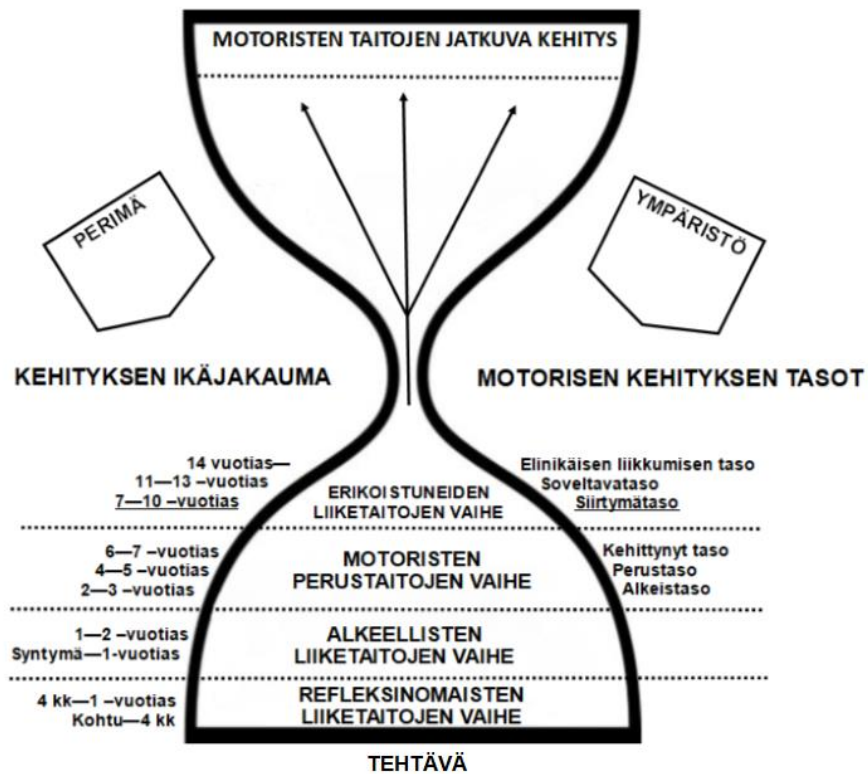 MOTORISTEN TAITOJEN JATKUVA KEHITYS
PERIMÄ
YMPÄRISTÖ
KEHITYKSEN IKÄJAKAUMA
MOTORISEN KEHITYKSEN TASOT
14 vuotias—
11—13 –vuotias
7—10 –vuotias
ERIKOISTUNEIDEN
LIIKETAITOJEN VAIHE
Elinikäisen liikkumisen taso
Soveltavataso
Siirtymätaso
6—7 –vuotias
4—5 –vuotias
2—3 –vuotias
MOTORISTEN
PERUSTAITOJEN VAIHE
Kehittynyt taso
Perustaso
Alkeistaso
1—2 –vuotias
Syntymä—1-vuotias
ALKEELLISTEN
LIIKETAITOJEN VAIHE
4 kk—1 –vuotias
Kohtu—4 kk
REFLEKSINOMAISTEN
LIIKETAITOJEN VAIHE
TEHTÄVÄ